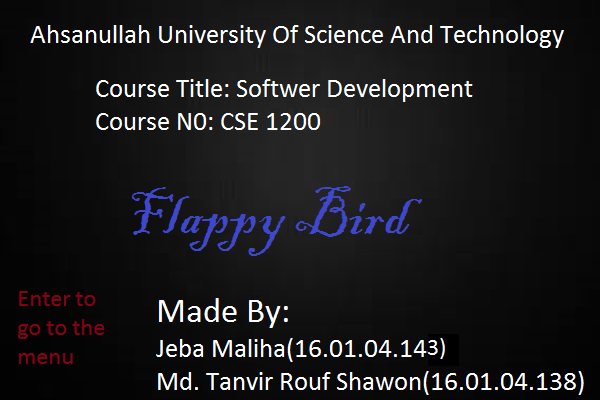 Ahsanullah University Of Science And Technology
Course Title: Softwer Development
Course N0: CSE 1200
Flappy Bird
Enter to
go to the
menu
Made By:
Jeba Maliha(16.01.04.143)
Md. Tanvir Rouf Shawon(16.01.04.138)